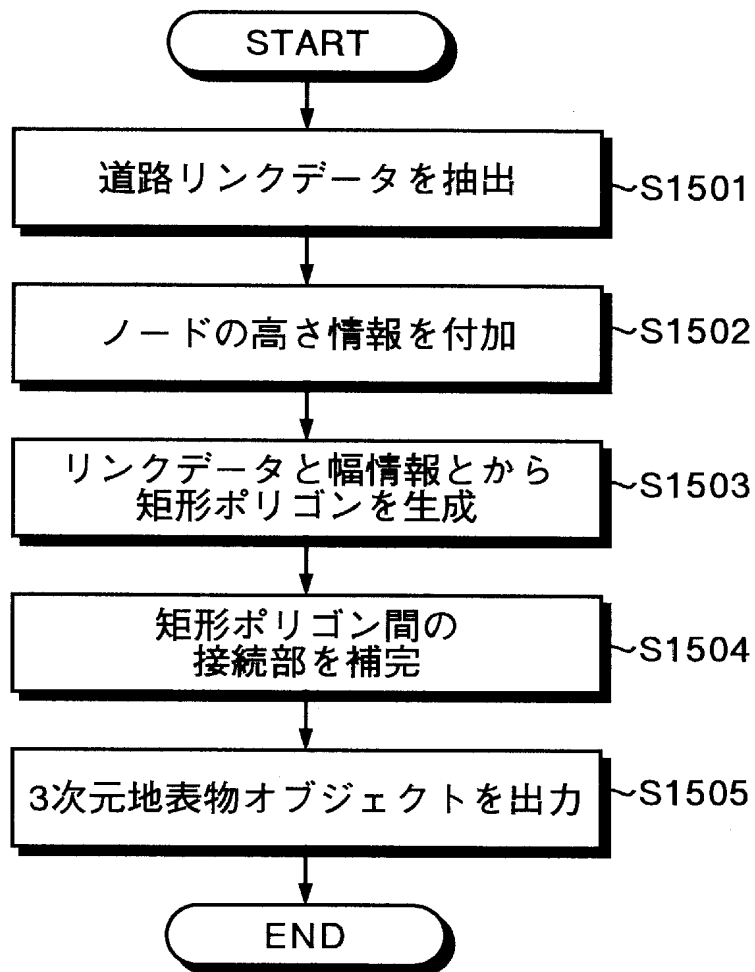 START
道路リンクデータを抽出
~S1501
ノードの高さ情報を付加
~S1502
リンクデータと幅情報とから
矩形ポリゴンを生成
~S1503
矩形ポリゴン間の
接続部を補完
~S1504
3次元地表物オブジェクトを出力
~S1505
END